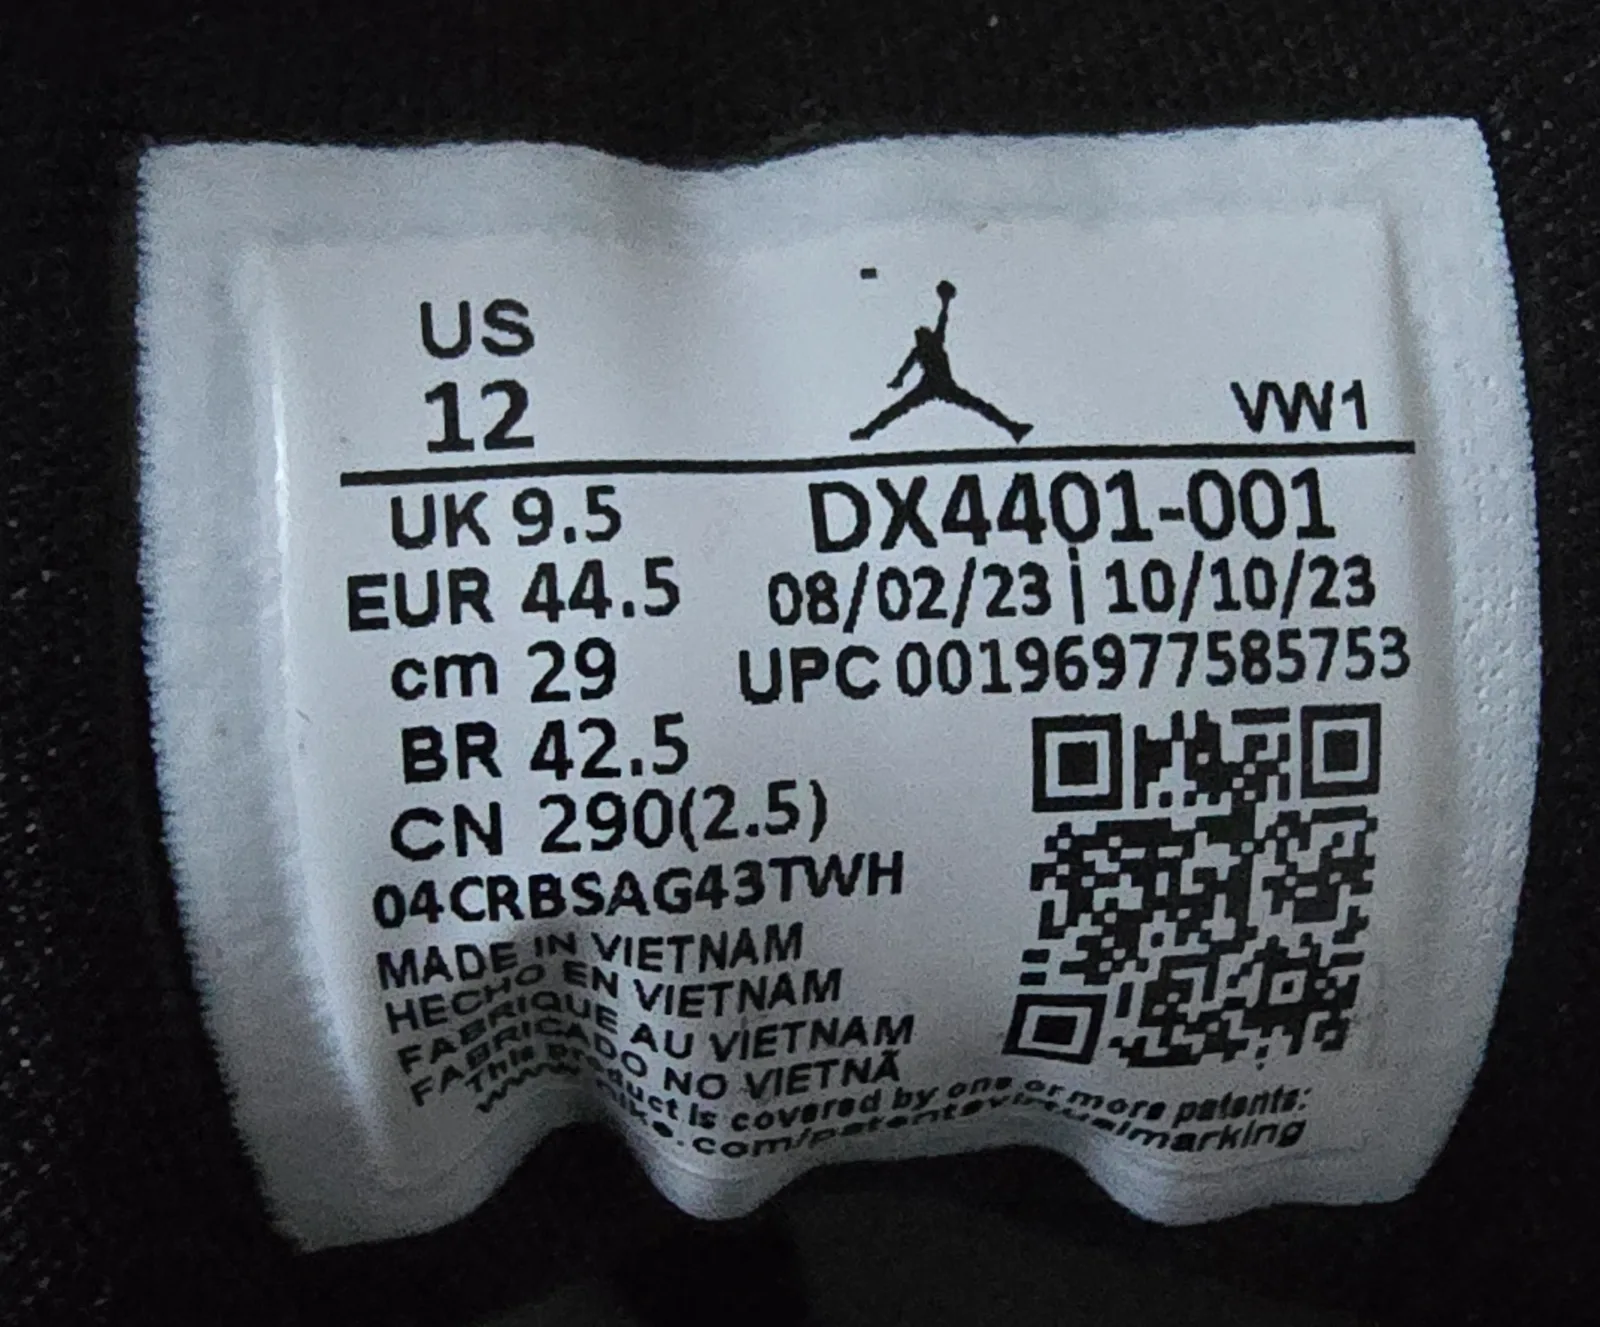 US
12
VW1
UK 9.5
DX4401-001
EUR 44.5
08/02/23 | 10/10/23
cm 29
UPC 00196977585753
BR 42.5
CN 290(2.5)
04CRBSAG43TWH
MADE IN VIETNAM
HECHO EN VIETNAM
FABRIQUE AU VIETNAM
FABRICADO NO VIETNÃ
This product is covered by one or more patents:
www.nike.com/patentsvirtualmarking